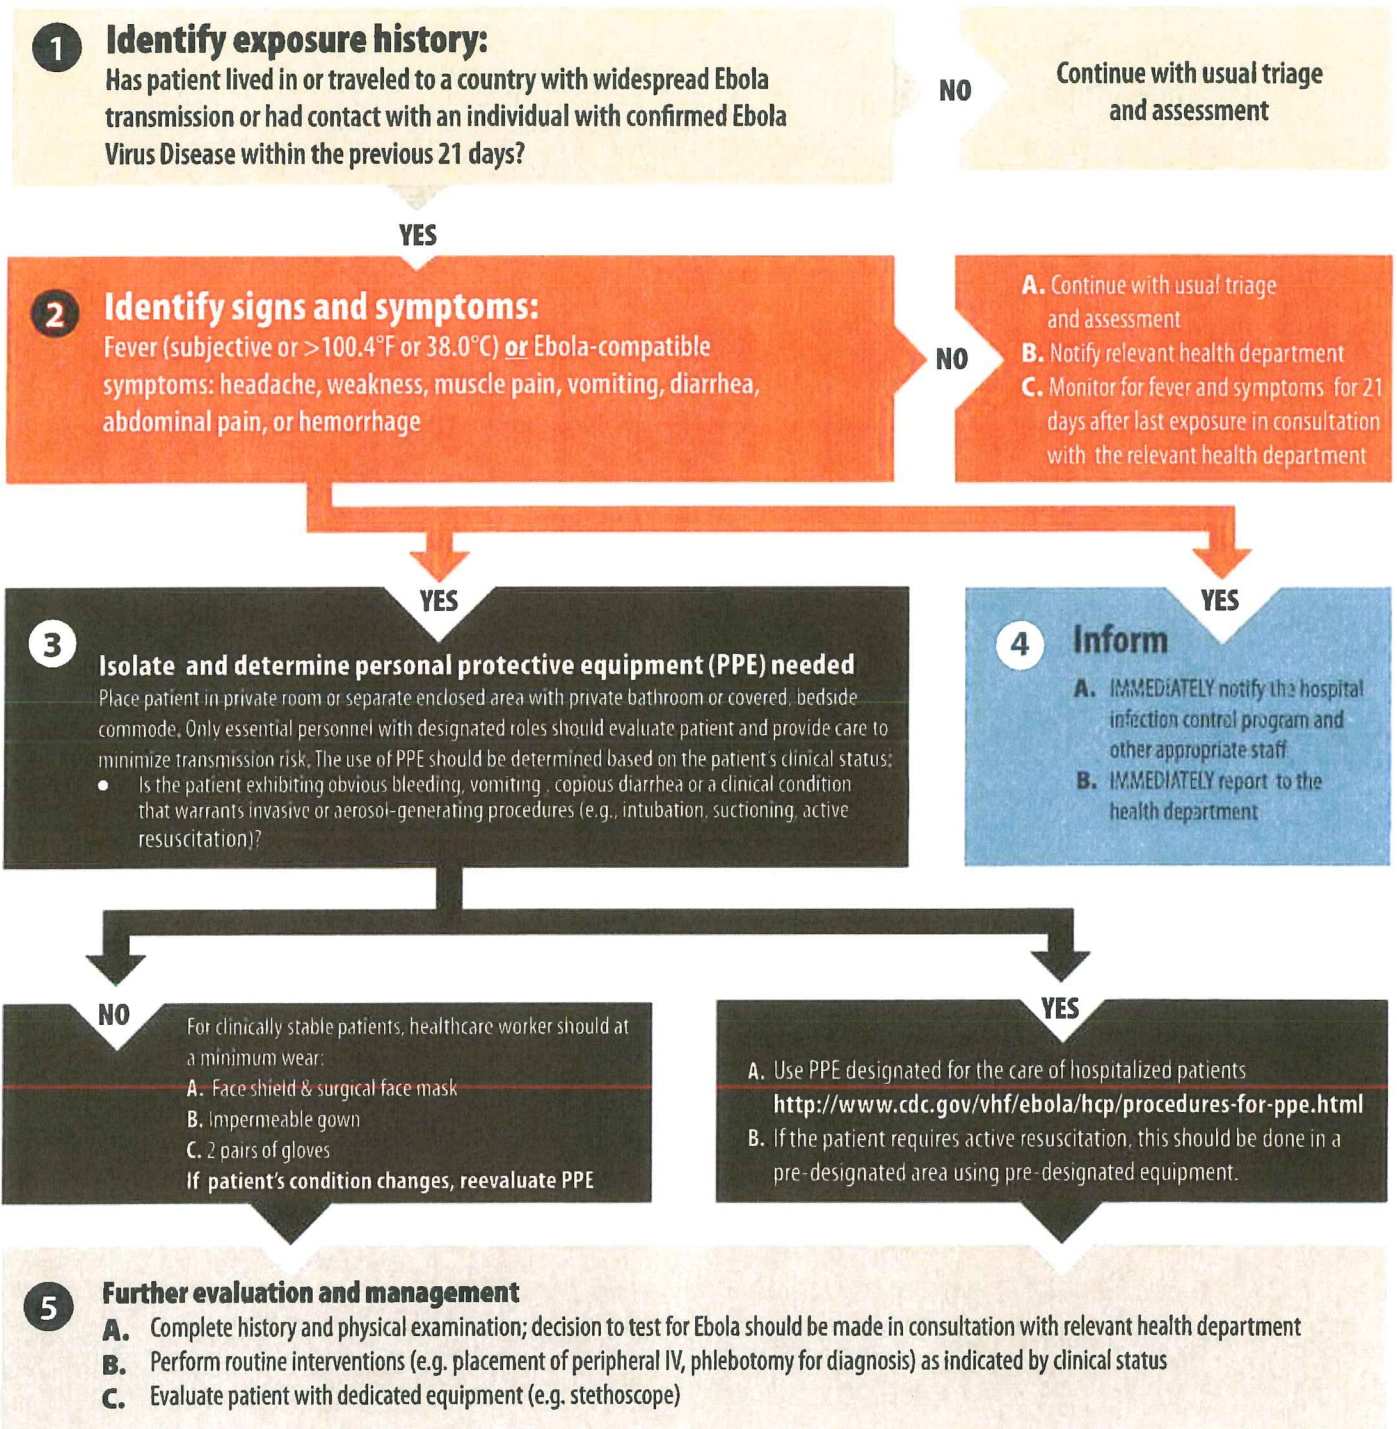 1 Identify exposure history:
Has patient lived in or traveled to a country with widespread Ebola
transmission or had contact with an individual with confirmed Ebola
Virus Disease within the previous 21 days?
NO
Continue with usual triage
and assessment
YES
2 Identify signs and symptoms:
Fever (subjective or >100.4°F or 38.0°C) or Ebola-compatible
symptoms: headache, weakness, muscle pain, vomiting, diarrhea,
abdominal pain, or hemorrhage
NO
A. Continue with usual triage
and assessment
B. Notify relevant health department
C. Monitor for fever and symptoms for 21
days after last exposure in consultation
with the relevant health department
YES
3 Isolate and determine personal protective equipment (PPE) needed
Place patient in private room or separate enclosed area with private bathroom or covered, bedside
commode. Only essential personnel with designated roles should evaluate patient and provide care to
minimize transmission risk. The use of PPE should be determined based on the patient's clinical status:
• Is the patient exhibiting obvious bleeding, vomiting , copious diarrhea or a clinical condition
that warrants invasive or aerosol-generating procedures (e.g., intubation, suctioning, active
resuscitation)?
YES
4 Inform
A. IMMEDIATELY notify the hospital
infection control program and
other appropriate staff
B. IMMEDIATELY report to the
health department
NO
For clinically stable patients, healthcare worker should at
a minimum wear:
A. Face shield & surgical face mask
B. Impermeable gown
C. 2 pairs of gloves
If patient's condition changes, reevaluate PPE
YES
A. Use PPE designated for the care of hospitalized patients
http://www.cdc.gov/vhf/ebola/hcp/procedures-for-ppe.html
B. If the patient requires active resuscitation, this should be done in a
pre-designated area using pre-designated equipment.
5 Further evaluation and management
A. Complete history and physical examination; decision to test for Ebola should be made in consultation with relevant health department
B. Perform routine interventions (e.g. placement of peripheral IV, phlebotomy for diagnosis) as indicated by clinical status
C. Evaluate patient with dedicated equipment (e.g. stethoscope)